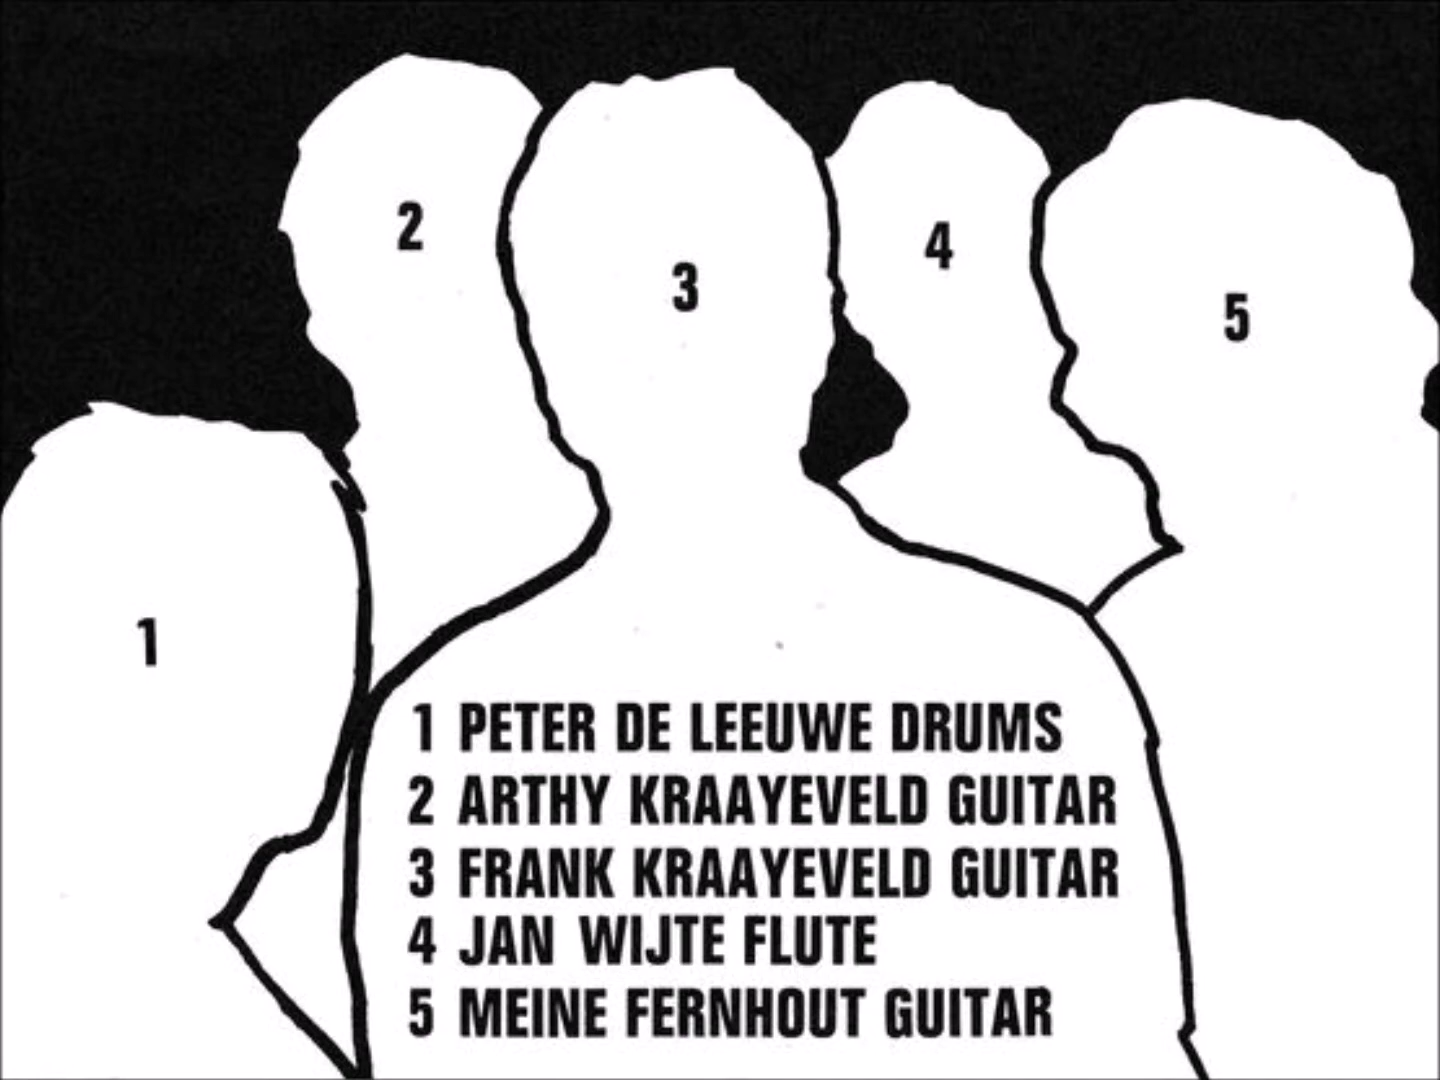 2
3
4
5
1
1 PETER DE LEEUWE DRUMS
2 ARTHY KRAAYEVELD GUITAR
3 FRANK KRAAYEVELD GUITAR
4 JAN WIJTE FLUTE
5 MEINE FERNHOUT GUITAR